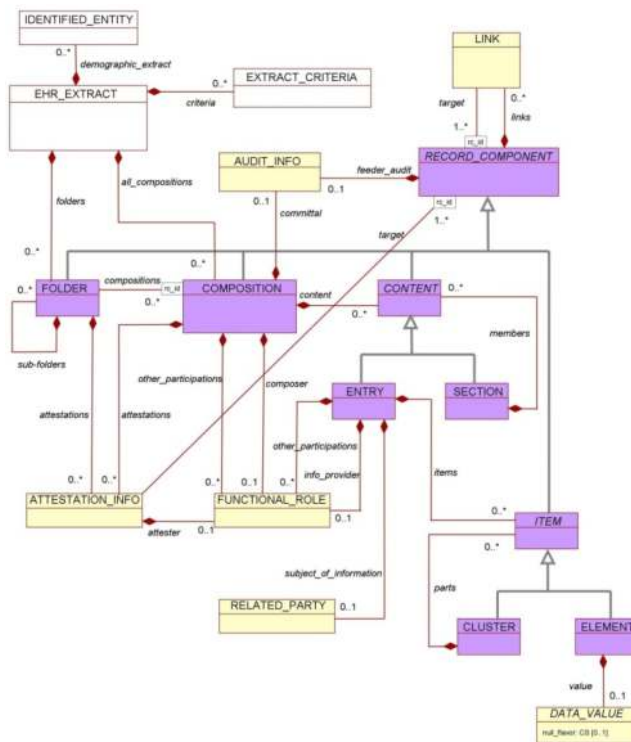 IDENTIFIED_ENTITY
LINK
0..*
demographic_extract
EHR_EXTRACT
0..*
EXTRACT_CRITERIA
criteria
target
0..*
links
1..*
rc_id
AUDIT_INFO
feeder_audit
RECORD_COMPONENT
all_compositions
0..1
0..1
rc_id
folders
committal
target
1..*
0..*
0..*
0..*
compositions
FOLDER
rc_id
COMPOSITION
content
CONTENT
0..*
0..*
0..*
members
sub-folders
other_participations
composer
ENTRY
SECTION
attestations
attestations
other_participations
info_provider
items
0..*
0..*
0..*
0..1
0..*
ATTESTATION_INFO
FUNCTIONAL_ROLE
0..*
0..1
0..1
ITEM
attester
0..*
subject_of_information
parts
RELATED_PARTY
0..1
CLUSTER
ELEMENT
value
0..1
DATA_VALUE
null_flavor: CS [0..1]